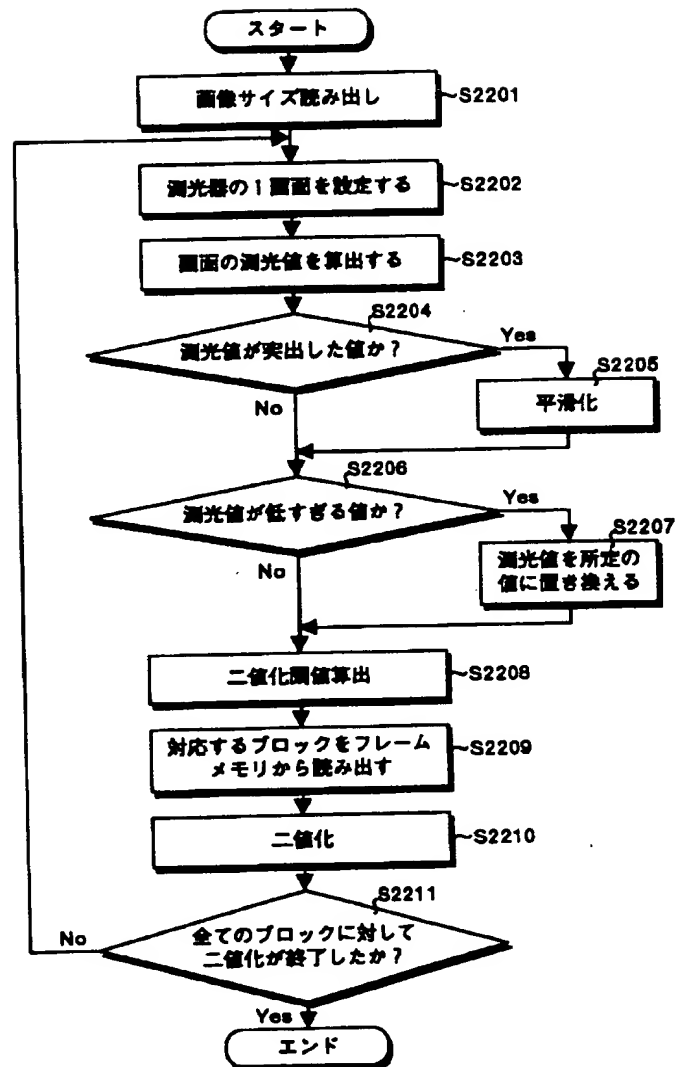 スタート
画像サイズ読み出し
S2201
測光器の1画面を設定する
S2202
画面の測光値を算出する
S2203
S2204
測光値が突出した値か?
Yes
S2205
平滑化
No
S2206
測光値が低すぎる値か?
Yes
S2207
測光値を所定の
値に置き換える
No
二値化閾値算出
S2208
対応するブロックをフレーム
メモリから読み出す
S2209
二値化
S2210
S2211
全てのブロックに対して
二値化が終了したか?
No
Yes
エンド